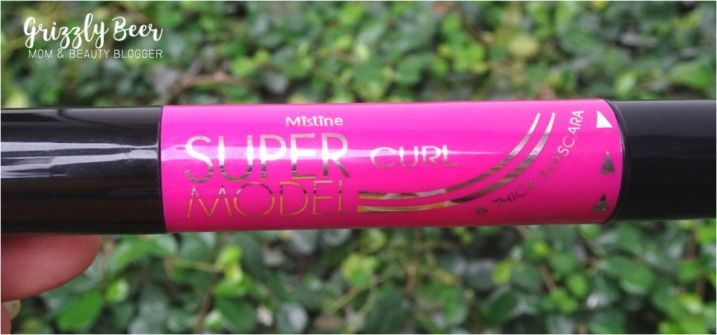 Grizzly Beer
MOM & BEAUTY BLOGGER
Mistine
SUPER
MODEL
CURL
& THICK MASCARA